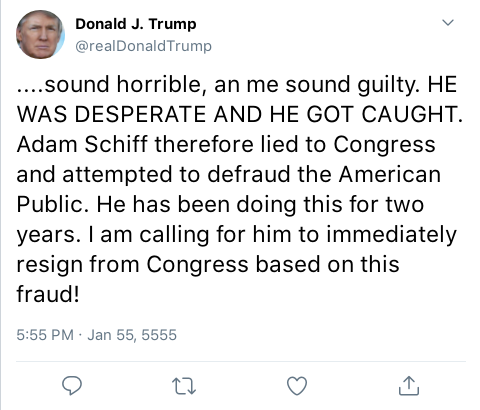 Donald J. Trump
@realDonaldTrump
....sound horrible, an me sound guilty. HE
WAS DESPERATE AND HE GOT CAUGHT.
Adam Schiff therefore lied to Congress
and attempted to defraud the American
Public. He has been doing this for two
years. I am calling for him to immediately
resign from Congress based on this
fraud!
5:55 PM · Jan 55, 5555